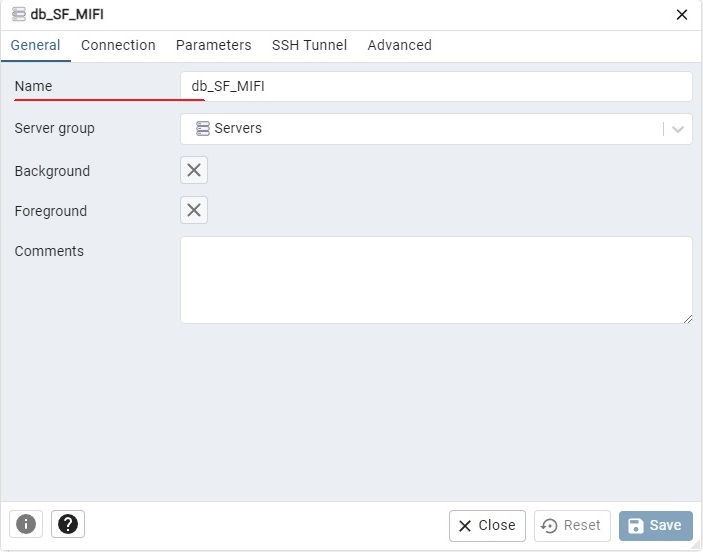 db_SF_MIFI
General Connection Parameters SSH Tunnel Advanced
Name db_SF_MIFI
Server group Servers
Background
Foreground
Comments
Close Reset Save